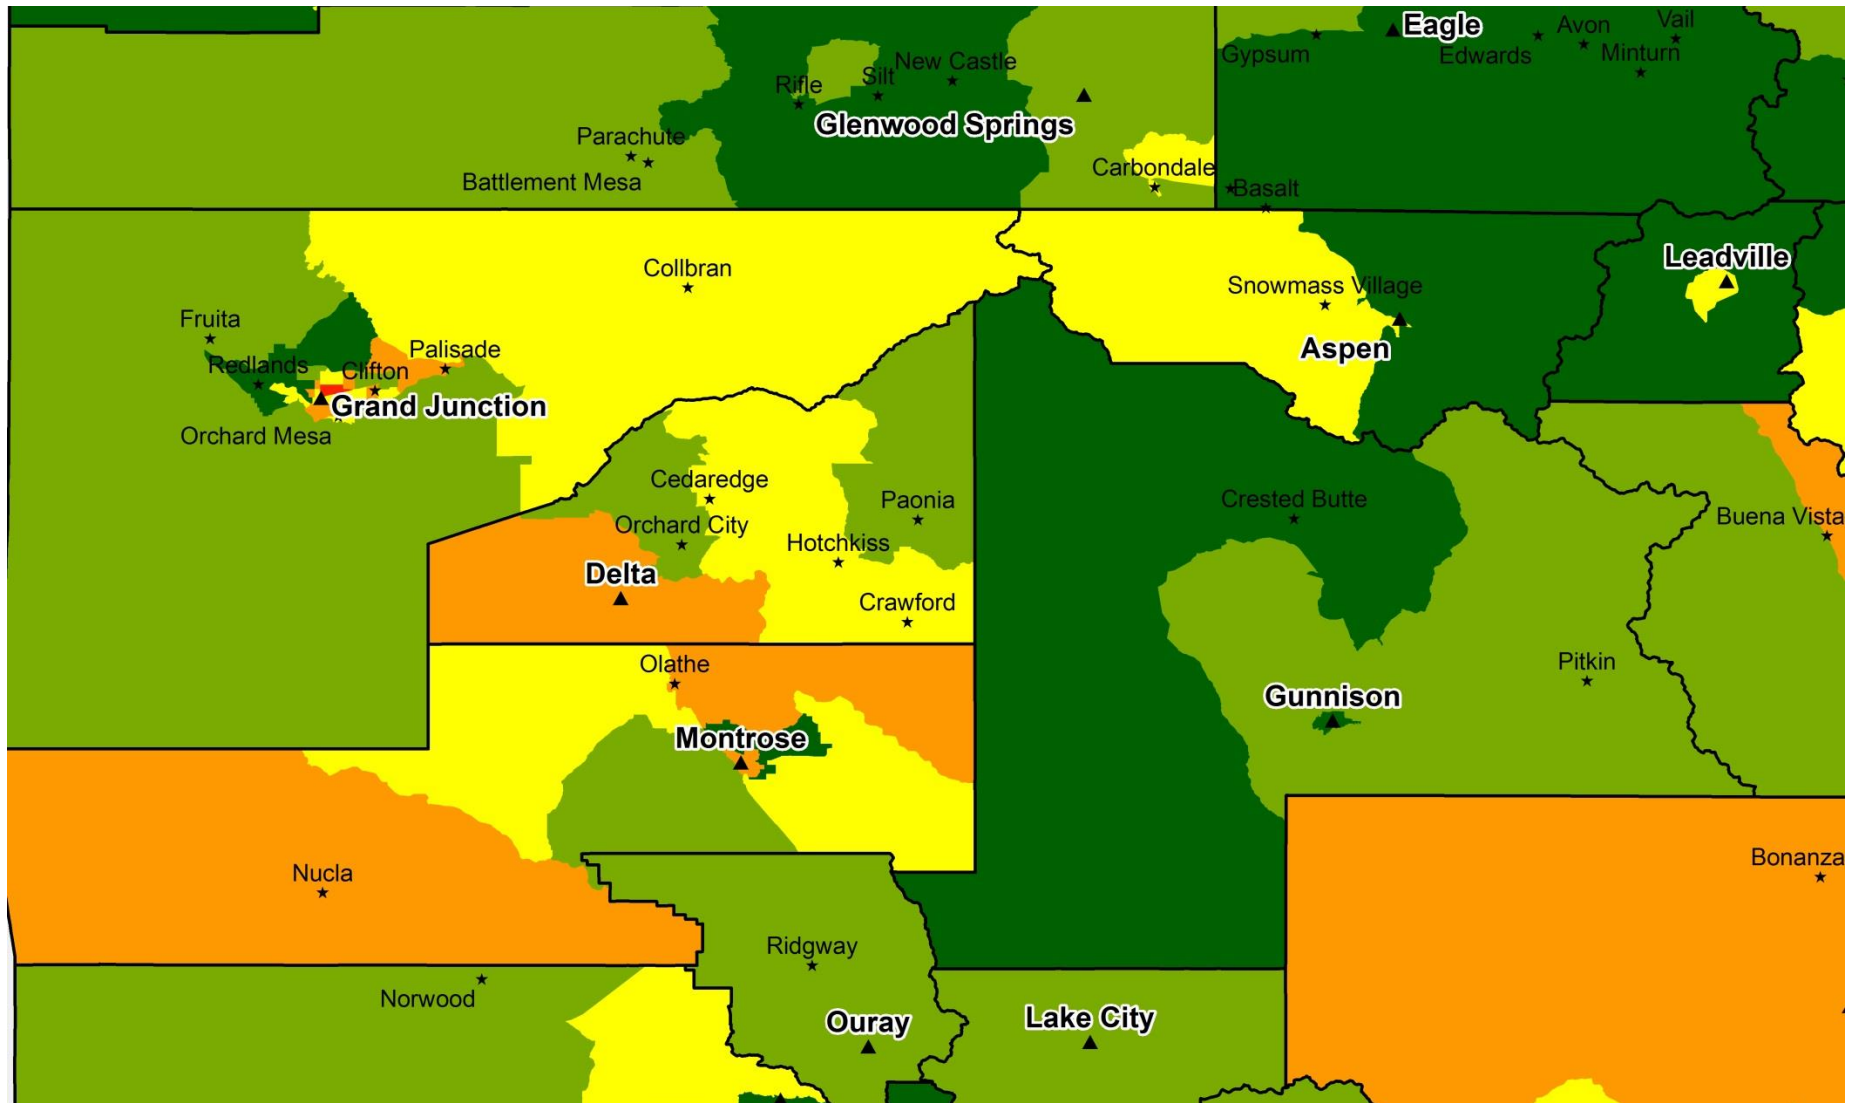 Eagle
Avon
Vail
Gypsum
Edwards
Minturn
New Castle
Silt
Rifle
Glenwood Springs
Parachute
Battlement Mesa
Carbondale
Basalt
Collbran
Leadville
Snowmass Village
Fruita
Aspen
Palisade
Redlands
Clifton
Grand Junction
Orchard Mesa
Cedaredge
Paonia
Crested Butte
Orchard City
Buena Vista
Hotchkiss
Delta
Crawford
Olathe
Pitkin
Gunnison
Montrose
Bonanza
Nucla
Ridgway
Norwood
Ouray
Lake City